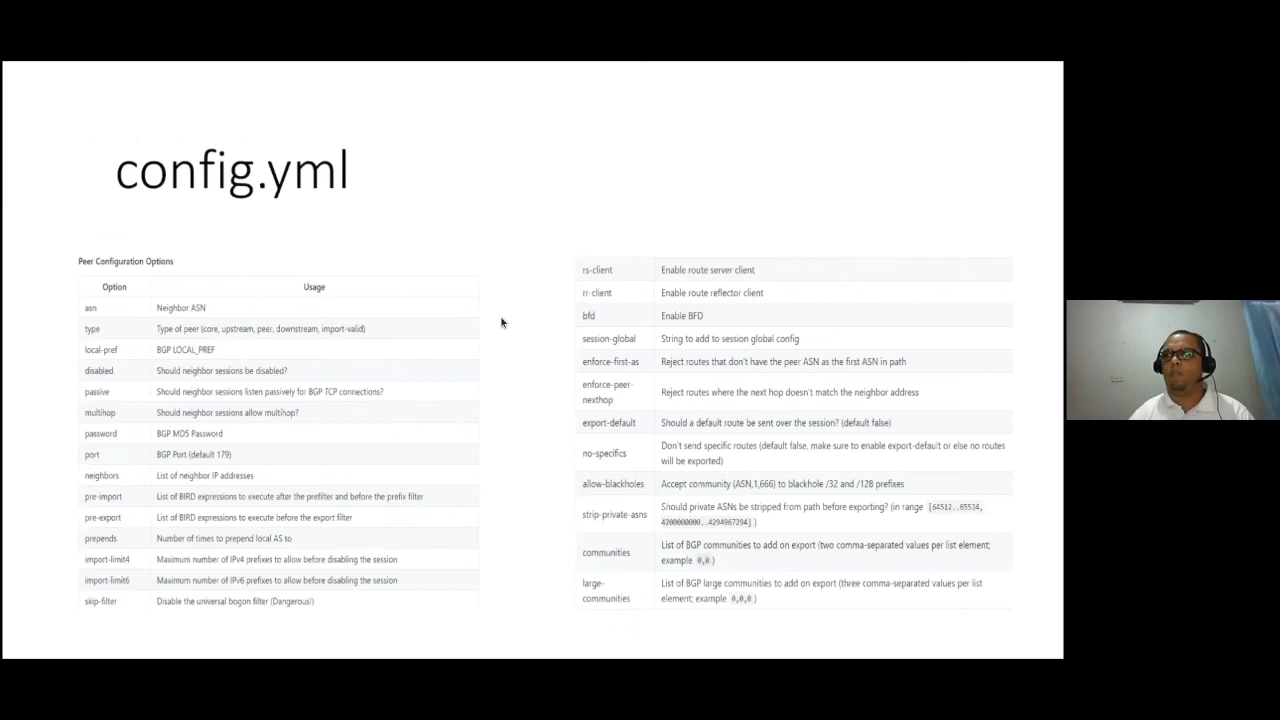 config.yml
Peer Configuration Options
Option Usage
asn Neighbor ASN
type Type of peer (core, upstream, peer, downstream, import-valid)
local-pref BGP LOCAL_PREF
disabled Should neighbor sessions be disabled?
passive Should neighbor sessions listen passively for BGP TCP connections?
multihop Should neighbor sessions allow multihop?
password BGP MD5 Password
port BGP Port (default 179)
neighbors List of neighbor IP addresses
pre-import List of BIRD expressions to execute after the prefilter and before the prefix filter
pre-export List of BIRD expressions to execute before the export filter
prepends Number of times to prepend local AS to
import-limit4 Maximum number of IPv4 prefixes to allow before disabling the session
import-limit6 Maximum number of IPv6 prefixes to allow before disabling the session
skip-filter Disable the universal bogon filter (Dangerous!)
rs-client Enable route server client
rr-client Enable route reflector client
bfd Enable BFD
session-global String to add to session global config
enforce-first-as Reject routes that don't have the peer ASN as the first ASN in path
enforce-peer-
nexthop Reject routes where the next hop doesn't match the neighbor address
export-default Should a default route be sent over the session? (default false)
no-specifics Don't send specific routes (default false, make sure to enable export-default or else no routes
will be exported)
allow-blackholes Accept community (ASN,1,666) to blackhole /32 and /128 prefixes
strip-private-asns Should private ASNs be stripped from path before exporting? (in range [64512..65534,
4200000000..4294967294] )
communities List of BGP communities to add on export (two comma-separated values per list element;
example 0,0 )
large-
communities List of BGP large communities to add on export (three comma-separated values per list
element; example 0,0,0 )